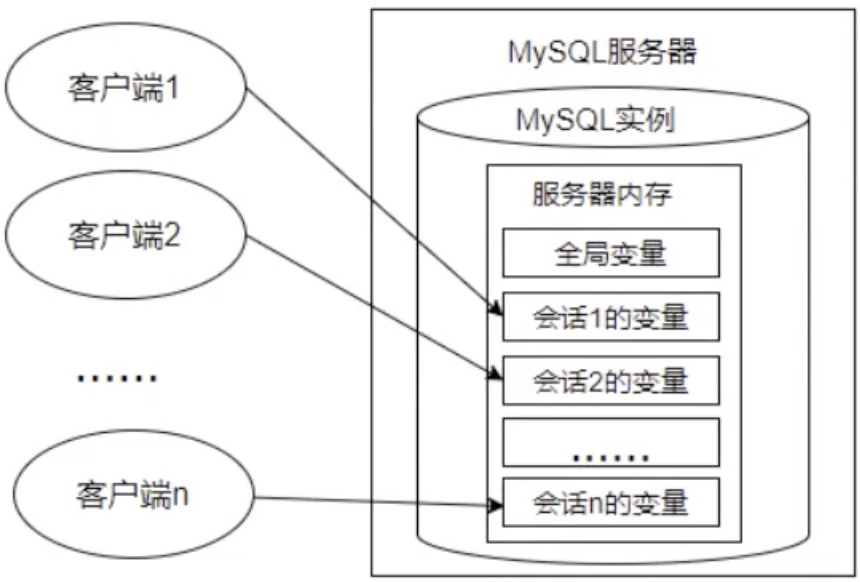 客户端1
客户端2
……
客户端n
MySQL服务器
MySQL实例
服务器内存
全局变量
会话1的变量
会话2的变量
……
会话n的变量